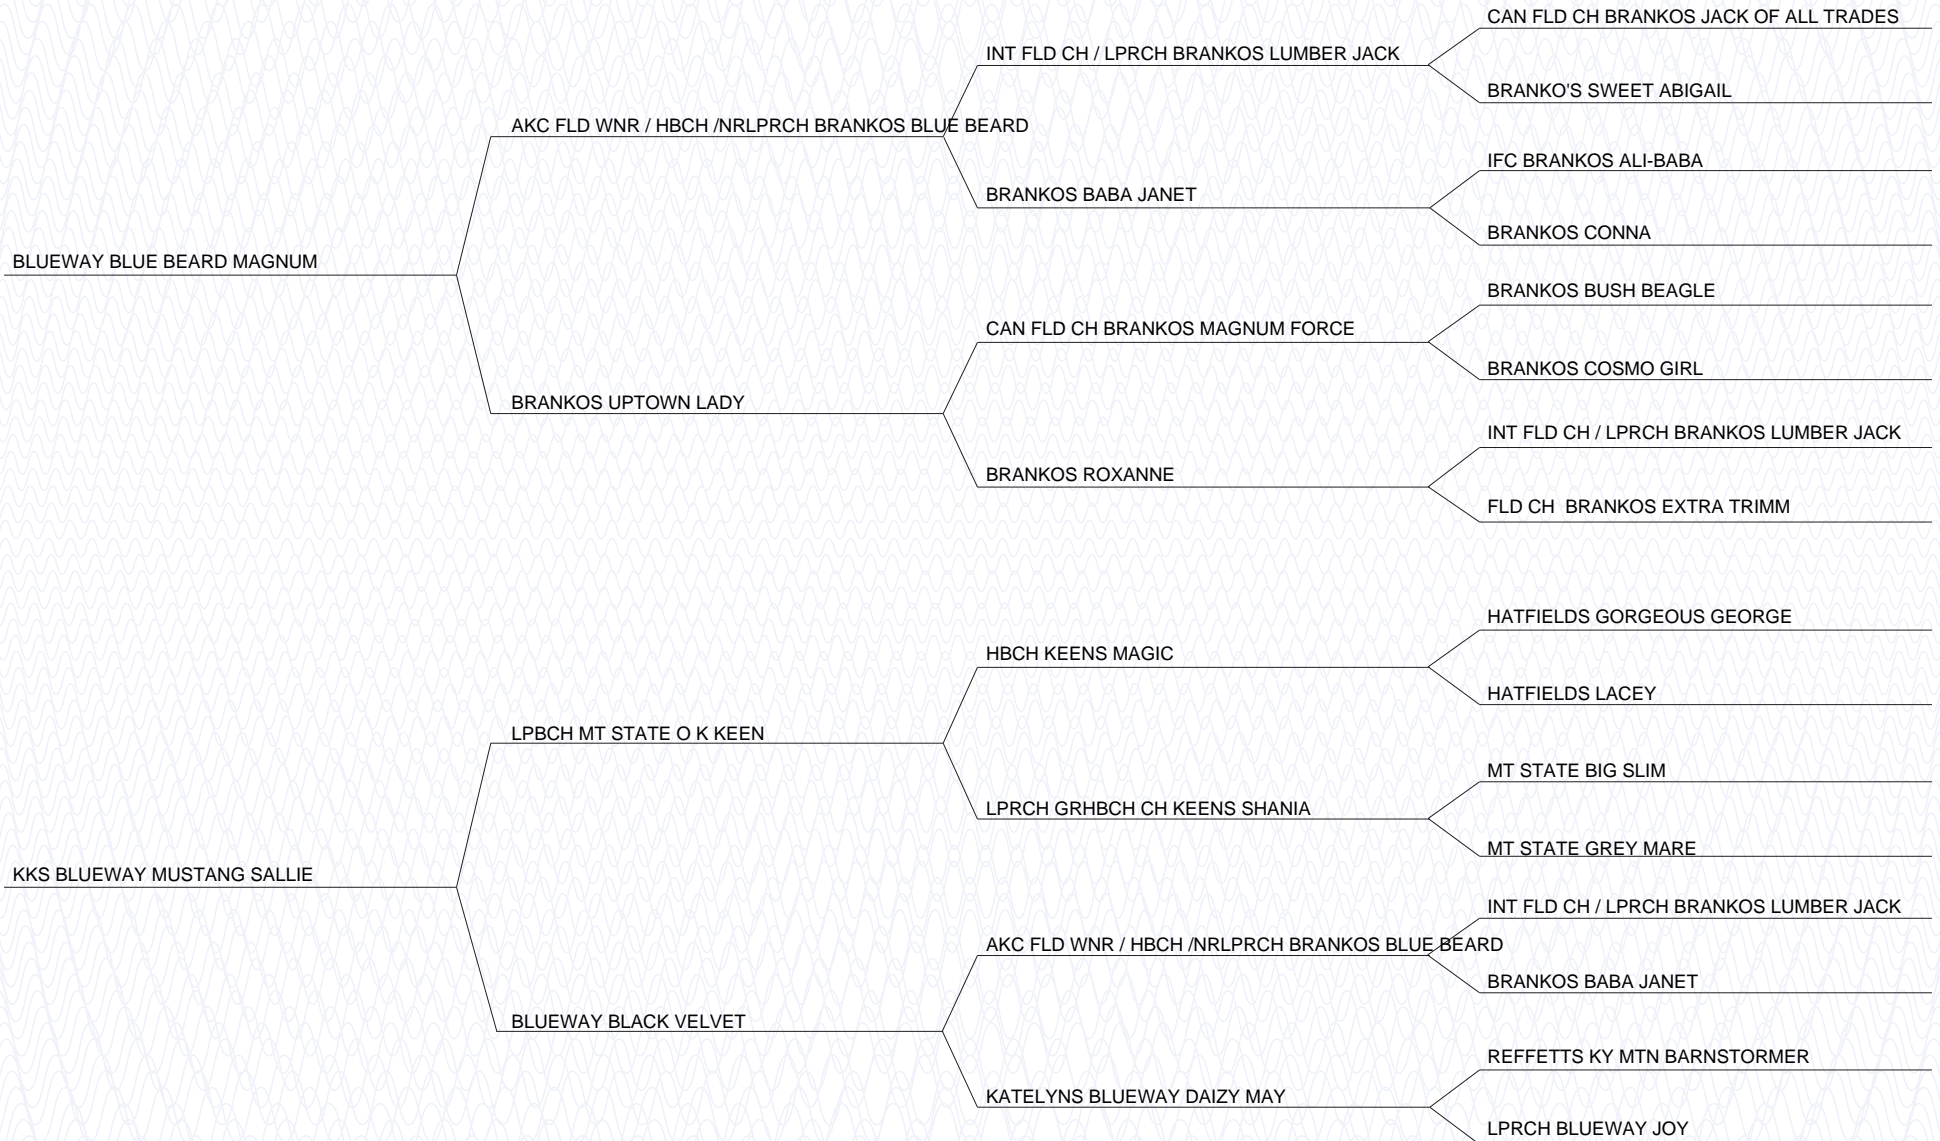 CAN FLD CH BRANKOS JACK OF ALL TRADES
INT FLD CH / LPRCH BRANKOS LUMBER JACK
BRANKO'S SWEET ABIGAIL
AKC FLD WNR / HBCH /NRLPRCH BRANKOS BLUE BEARD
IFC BRANKOS ALI-BABA
BRANKOS BABA JANET
BRANKOS CONNA
BLUEWAY BLUE BEARD MAGNUM
BRANKOS BUSH BEAGLE
CAN FLD CH BRANKOS MAGNUM FORCE
BRANKOS COSMO GIRL
BRANKOS UPTOWN LADY
INT FLD CH / LPRCH BRANKOS LUMBER JACK
BRANKOS ROXANNE
FLD CH  BRANKOS EXTRA TRIMM
HATFIELDS GORGEOUS GEORGE
HBCH KEENS MAGIC
HATFIELDS LACEY
LPBCH MT STATE O K KEEN
MT STATE BIG SLIM
LPRCH GRHBCH CH KEENS SHANIA
MT STATE GREY MARE
KKS BLUEWAY MUSTANG SALLIE
INT FLD CH / LPRCH BRANKOS LUMBER JACK
AKC FLD WNR / HBCH /NRLPRCH BRANKOS BLUE BEARD
BRANKOS BABA JANET
BLUEWAY BLACK VELVET
REFFETTS KY MTN BARNSTORMER
KATELYNS BLUEWAY DAIZY MAY
LPRCH BLUEWAY JOY